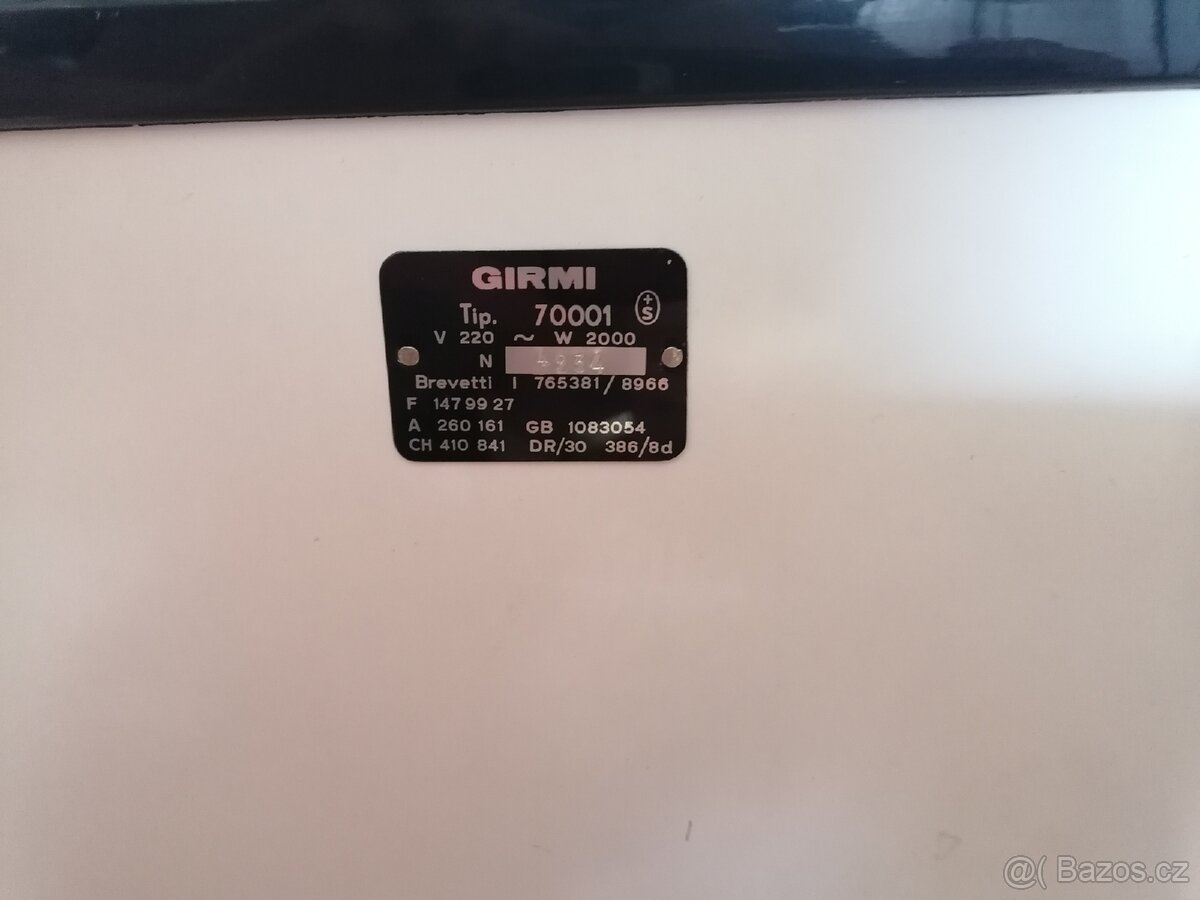 GIRMI
Tip. 70001 +S
V 220 ~ W 2000
N 4834
Brevetti I 765381/8966
F 147 99 27
A 260 161 GB 1083054
CH 410 841 DR/30 386/8d
@( Bazos.cz